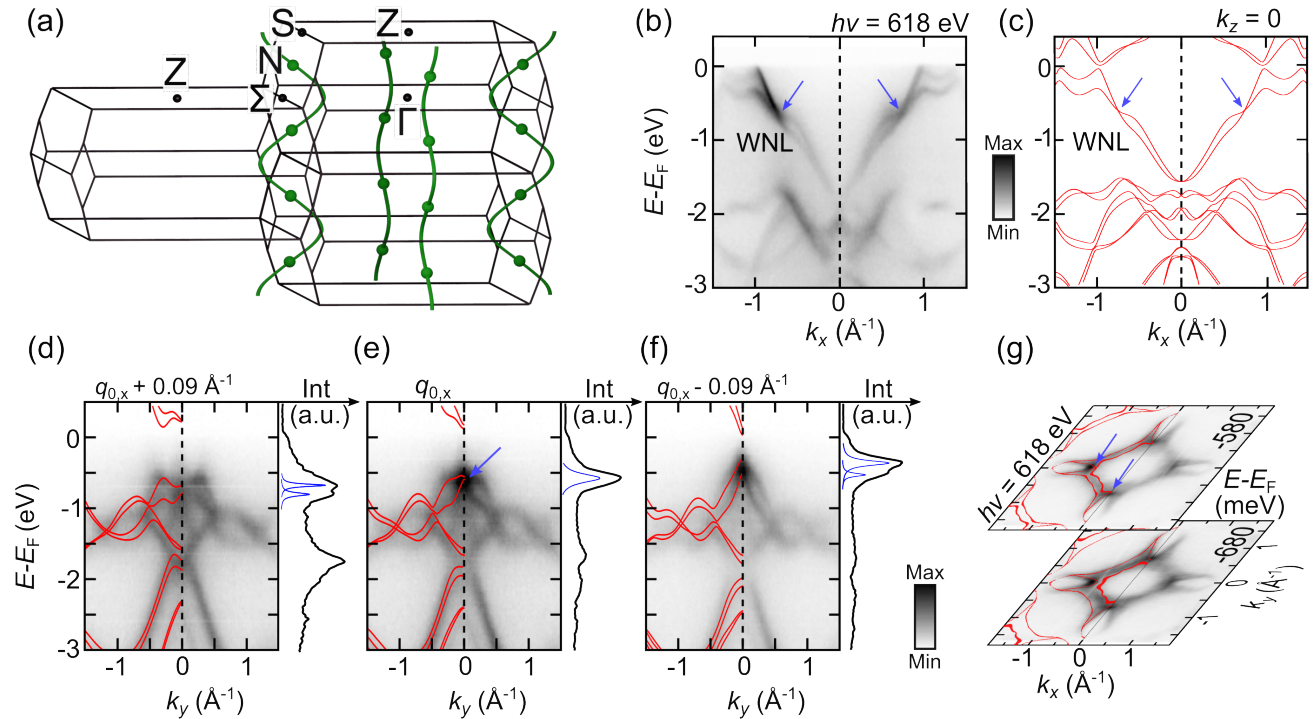 (a)
S
Z
N
Z
Σ
Γ
(b)
hν = 618 eV
0
-1
-2
-3
E-E_F (eV)
WNL
-1
0
1
k_x (Å⁻¹)
Max
Min
(c)
k_z = 0
0
-1
-2
-3
WNL
-1
0
1
k_x (Å⁻¹)
(d)
q_0,x + 0.09 Å⁻¹
Int
(a.u.)
0
-1
-2
-3
E-E_F (eV)
-1
0
1
k_y (Å⁻¹)
(e)
q_0,x
Int
(a.u.)
-1
0
1
k_y (Å⁻¹)
(f)
q_0,x - 0.09 Å⁻¹
Int
(a.u.)
-1
0
1
k_y (Å⁻¹)
Max
Min
(g)
hν = 618 eV
-580
E-E_F
(meV)
-680
1
0
-1
k_y (Å⁻¹)
-1
0
1
k_x (Å⁻¹)